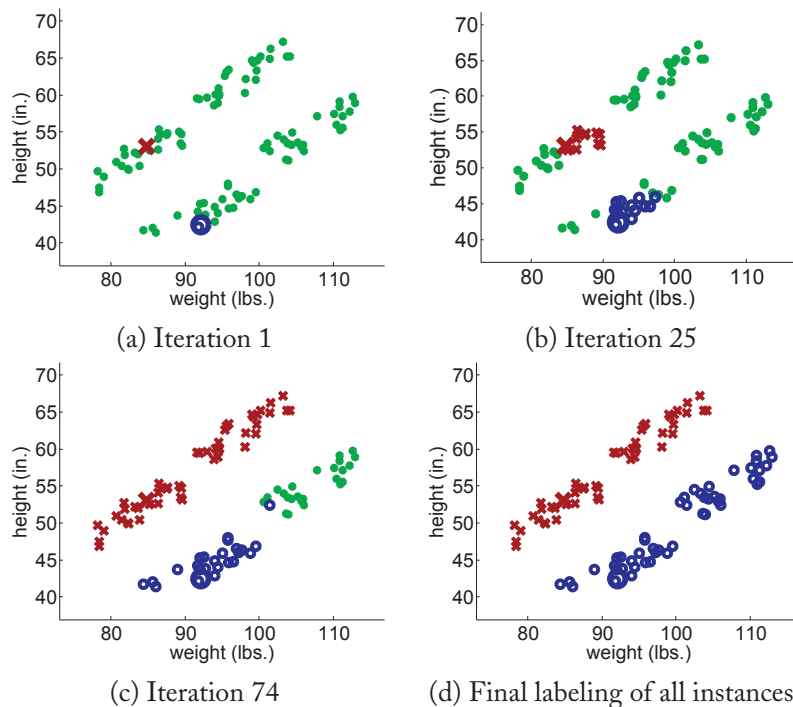 70
65
60
55
50
45
40
height (in.)
80 90 100 110
weight (lbs.)
(a) Iteration 1
70
65
60
55
50
45
40
height (in.)
80 90 100 110
weight (lbs.)
(b) Iteration 25
70
65
60
55
50
45
40
height (in.)
80 90 100 110
weight (lbs.)
(c) Iteration 74
70
65
60
55
50
45
40
height (in.)
80 90 100 110
weight (lbs.)
(d) Final labeling of all instances